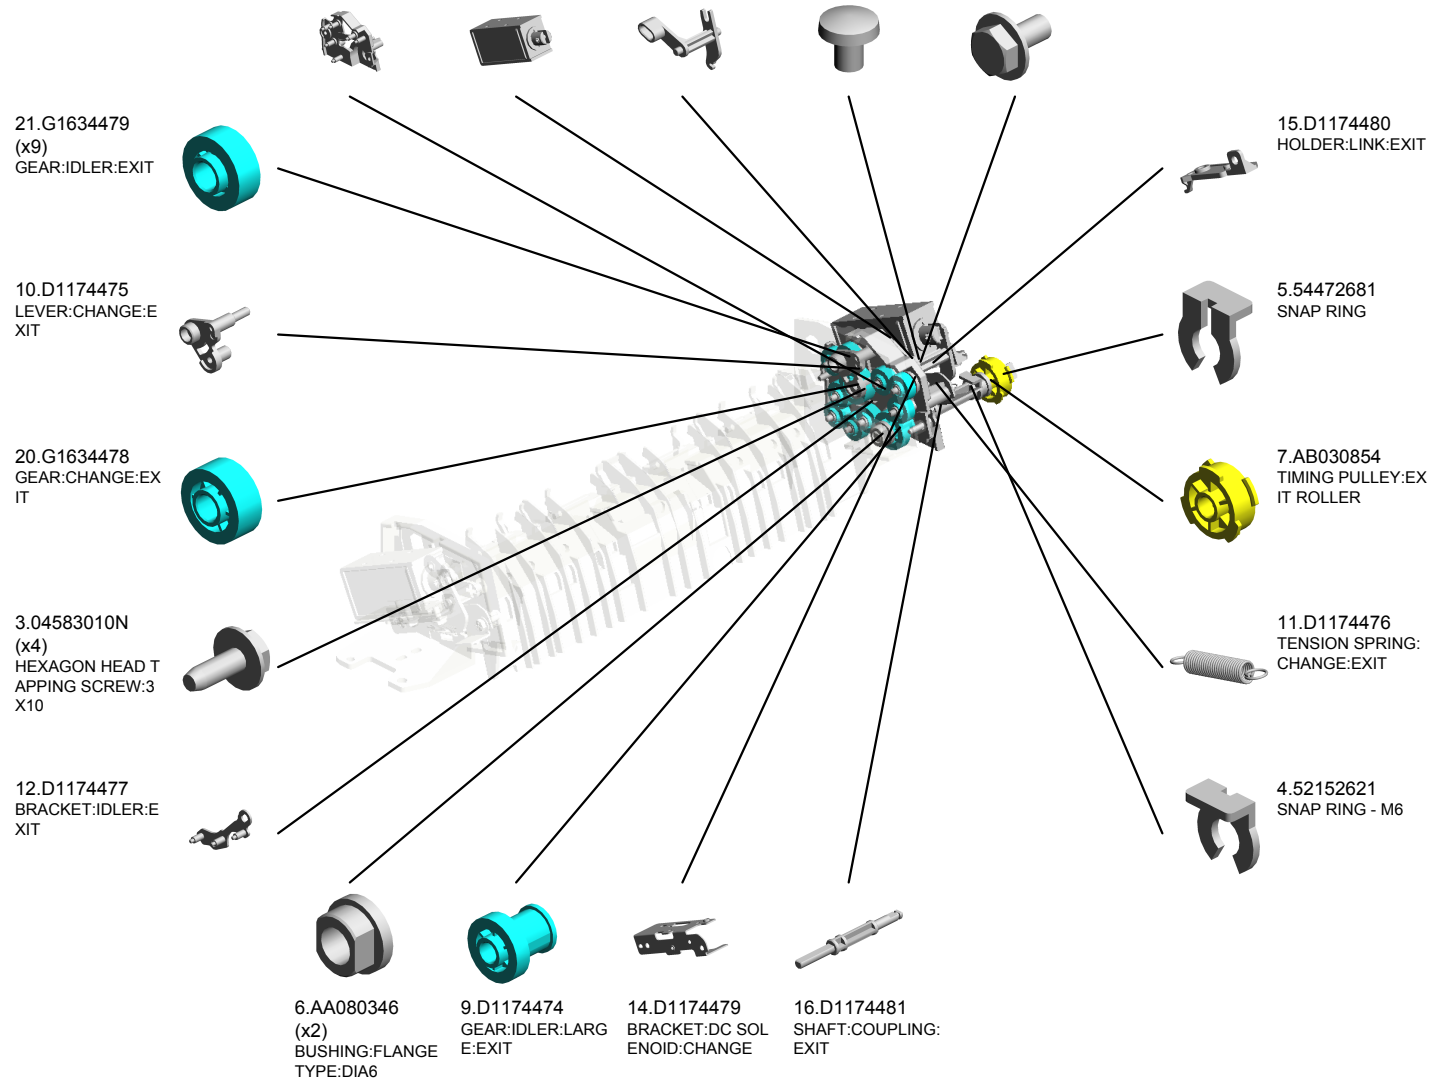 21.G1634479
(x9)
GEAR:IDLER:EXIT
10.D1174475
LEVER:CHANGE:E
XIT
20.G1634478
GEAR:CHANGE:EX
IT
3.04583010N
(x4)
HEXAGON HEAD T
APPING SCREW:3
X10
12.D1174477
BRACKET:IDLER:E
XIT
6.AA080346
(x2)
BUSHING:FLANGE
TYPE:DIA6
9.D1174474
GEAR:IDLER:LARG
E:EXIT
14.D1174479
BRACKET:DC SOL
ENOID:CHANGE
16.D1174481
SHAFT:COUPLING:
EXIT
15.D1174480
HOLDER:LINK:EXIT
5.54472681
SNAP RING
7.AB030854
TIMING PULLEY:EX
IT ROLLER
11.D1174476
TENSION SPRING:
CHANGE:EXIT
4.52152621
SNAP RING - M6